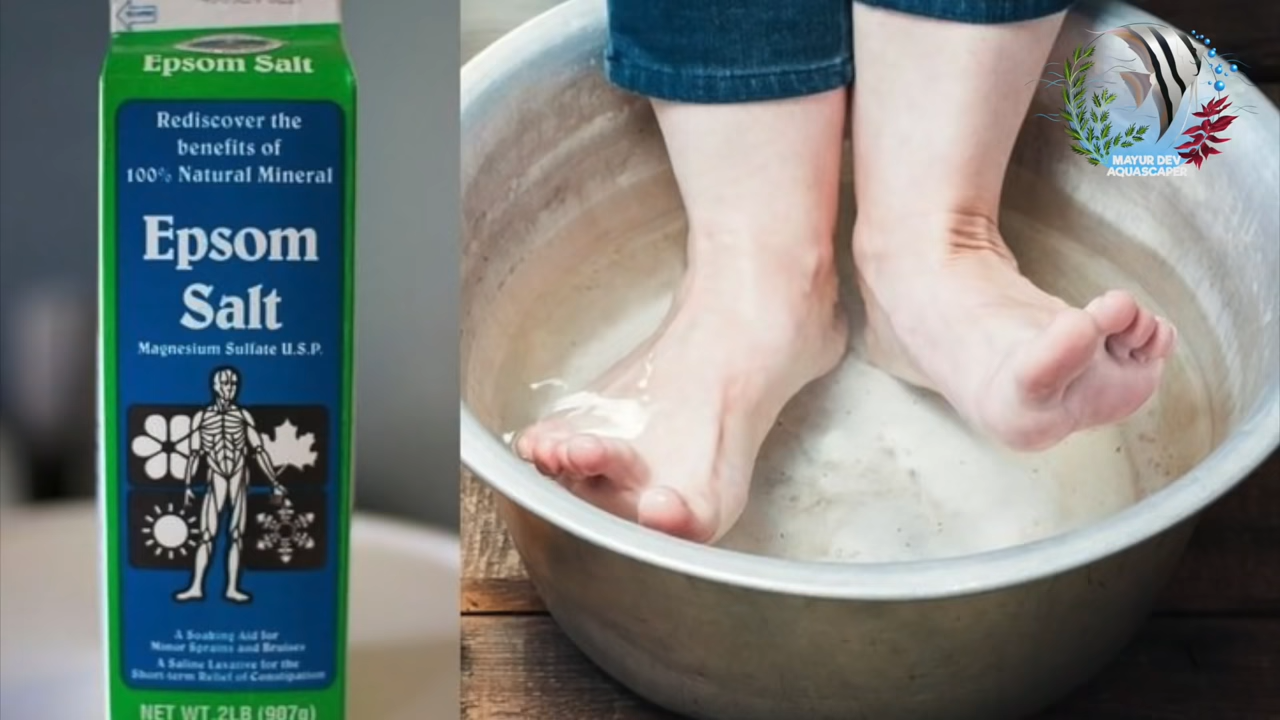 Epsom Salt
Rediscover the
benefits of
100% Natural Mineral
Epsom
Salt
Magnesium Sulfate U.S.P.
A Soaking Aid for
Minor Sprains and Bruises
A Saline Laxative for the
Short-term Relief of Constipation
NET WT. 2LB (907g)
MAYUR DEV
AQUASCAPER